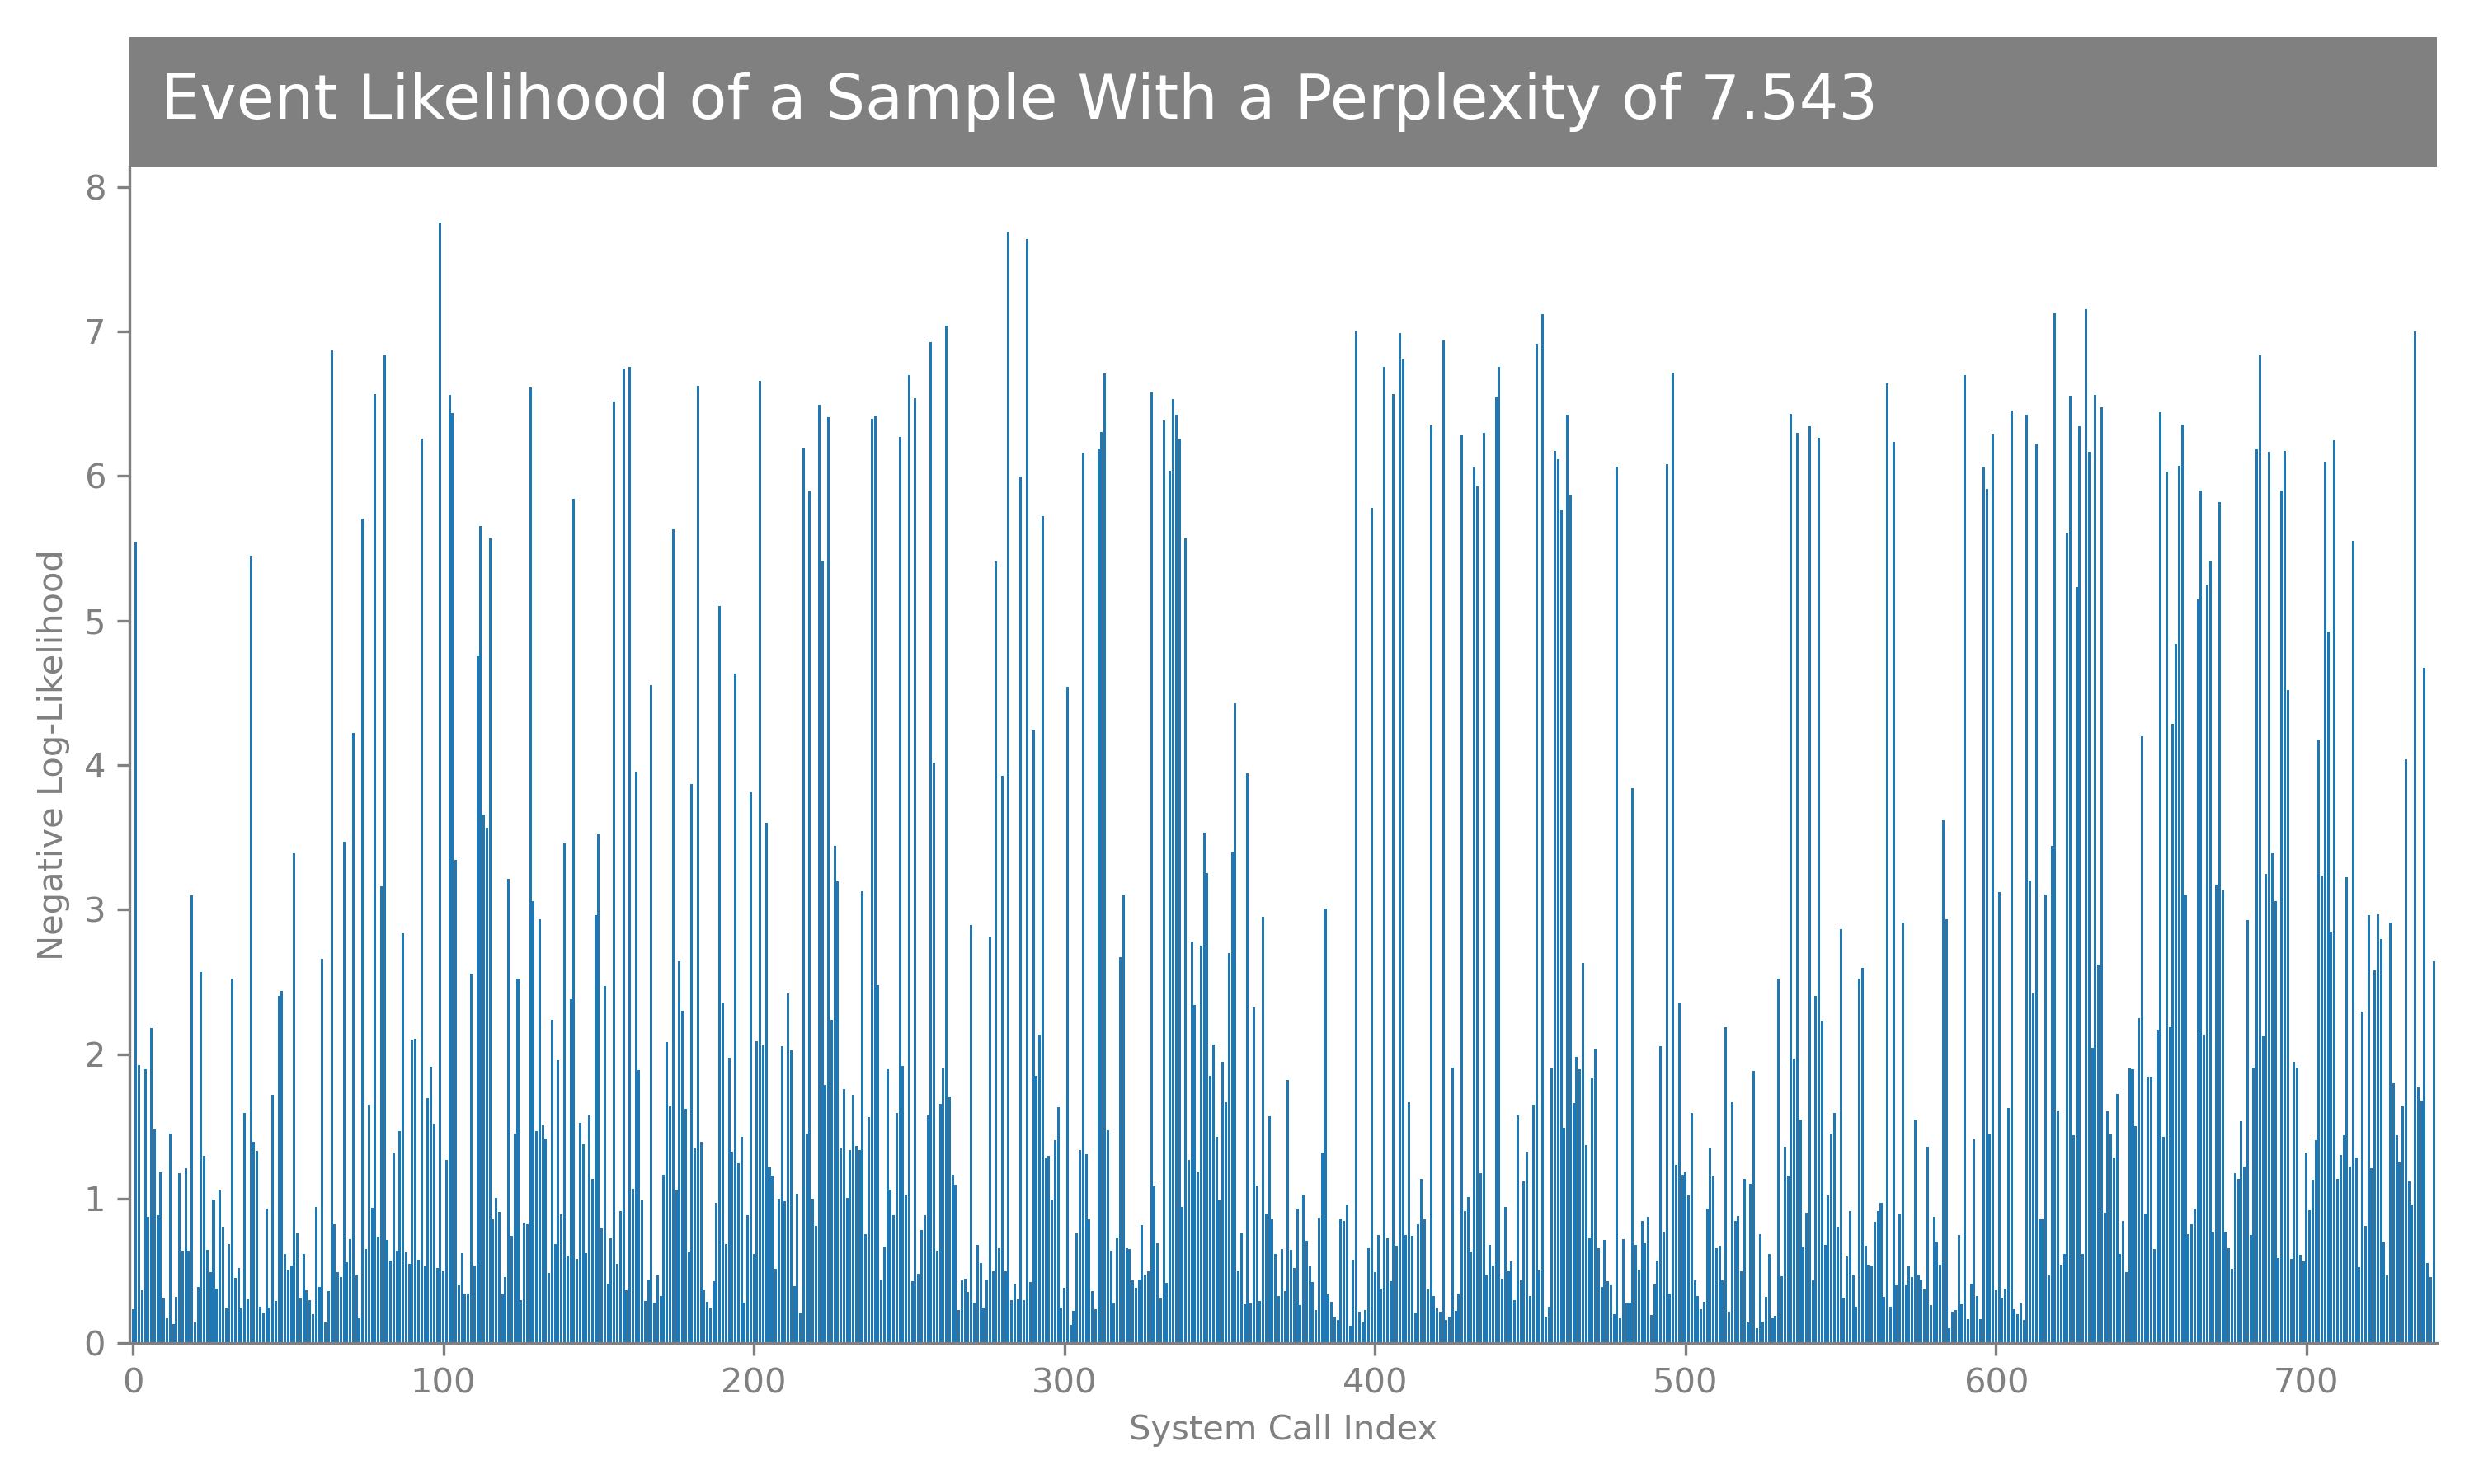 Event Likelihood of a Sample With a Perplexity of 7.543
8
7
6
5
4
3
2
1
0
Negative Log-Likelihood
0 100 200 300 400 500 600 700
System Call Index